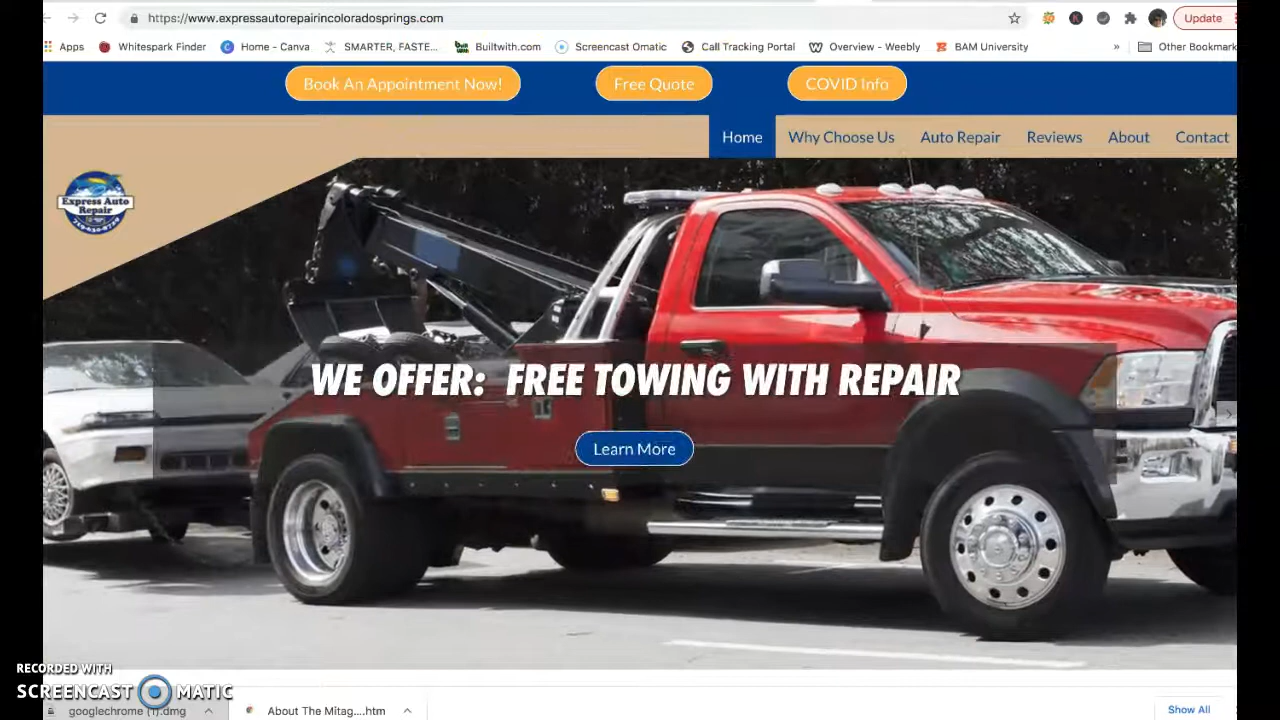 https://www.expressautorepairincoloradosprings.com
Update
Apps
Whitespark Finder
Home - Canva
SMARTER, FASTE...
Builtwith.com
Screencast Omatic
Call Tracking Portal
Overview - Weebly
BAM University
»
Other Bookmark
Book An Appointment Now!
Free Quote
COVID Info
Home
Why Choose Us
Auto Repair
Reviews
About
Contact
Express Auto
Repair
WE OFFER: FREE TOWING WITH REPAIR
Learn More
RECORDED WITH
SCREENCAST MATIC
googlechrome (1).dmg
About The Mitag....htm
Show All